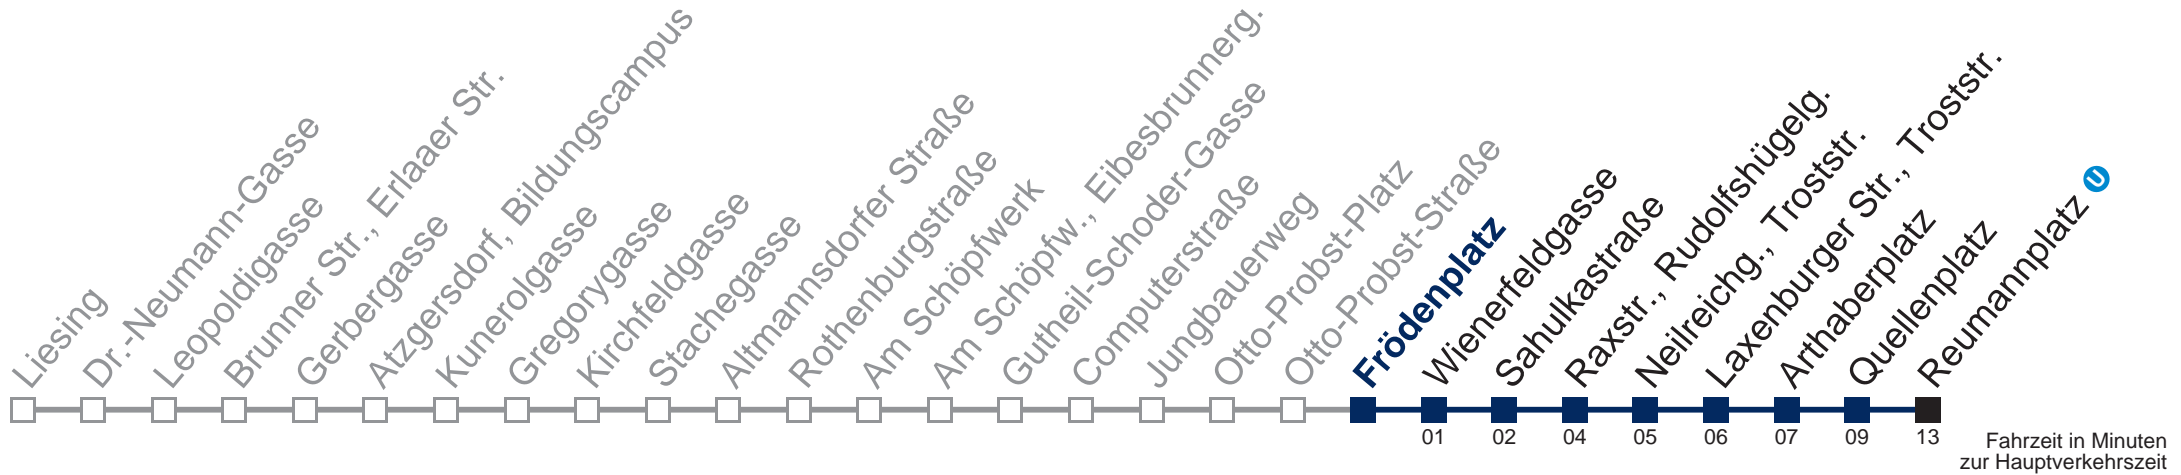 Liesing
Dr.-Neumann-Gasse
Leopoldigasse
Brunner Str., Erlaaer Str.
Gerbergasse
Atzgersdorf, Bildungscampus
Kunerolgasse
Gregorygasse
Kirchfeldgasse
Stachegasse
Altmannsdorfer Straße
Rothenburgstraße
Am Schöpfwerk
Am Schöpfw., Eibesbrunnerg.
Gutheil-Schoder-Gasse
Computerstraße
Jungbauerweg
Otto-Probst-Platz
Otto-Probst-Straße
Frödenplatz
Wienerfeldgasse
Sahulkastraße
Raxstr., Rudolfshügelg.
Neilreichg., Troststr.
Laxenburger Str., Troststr.
Arthaberplatz
Quellenplatz
Reumannplatz U
01 02 04 05 06 07 09 13
Fahrzeit in Minuten
zur Hauptverkehrszeit